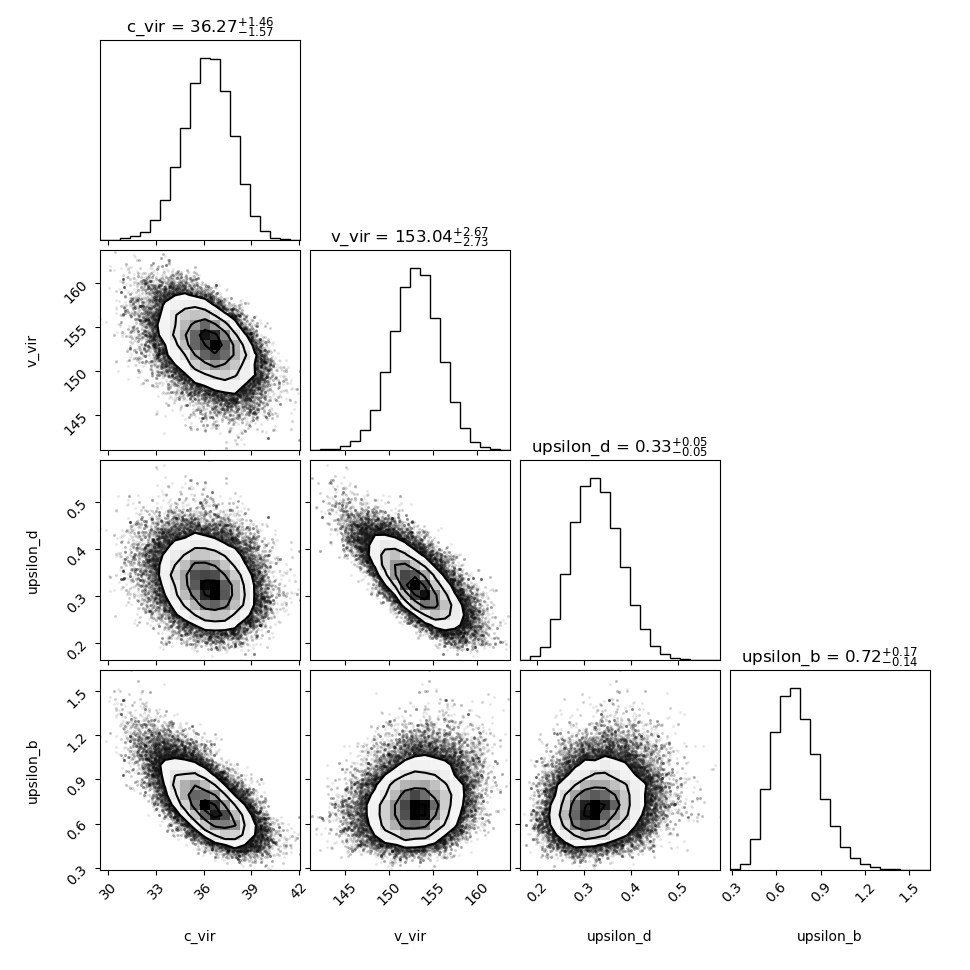 c_vir = 36.27+1.46−1.57
v_vir = 153.04+2.67−2.73
160
155
150
145
v_vir
upsilon_d = 0.33+0.05−0.05
0.5
0.4
0.3
0.2
upsilon_d
upsilon_b = 0.72+0.17−0.14
1.5
1.2
0.9
0.6
0.3
upsilon_b
30 33 36 39 42 145 150 155 160 0.2 0.3 0.4 0.5 0.3 0.6 0.9 1.2 1.5
c_vir v_vir upsilon_d upsilon_b